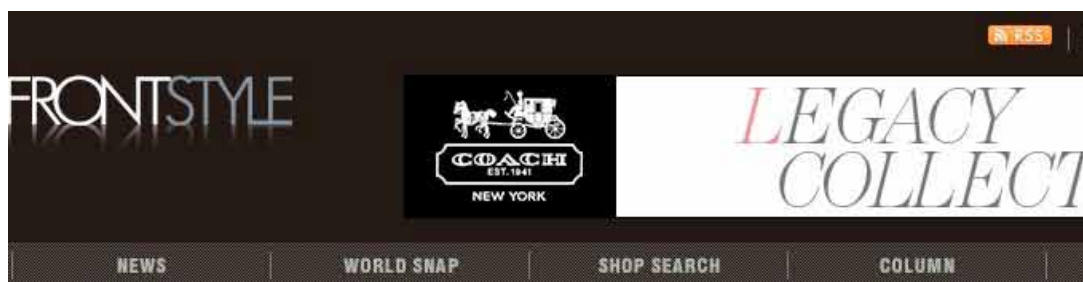 RSS
FRONTSTYLE
COACH
EST. 1941
NEW YORK
LEGACY
COLLECT
NEWS
WORLD SNAP
SHOP SEARCH
COLUMN